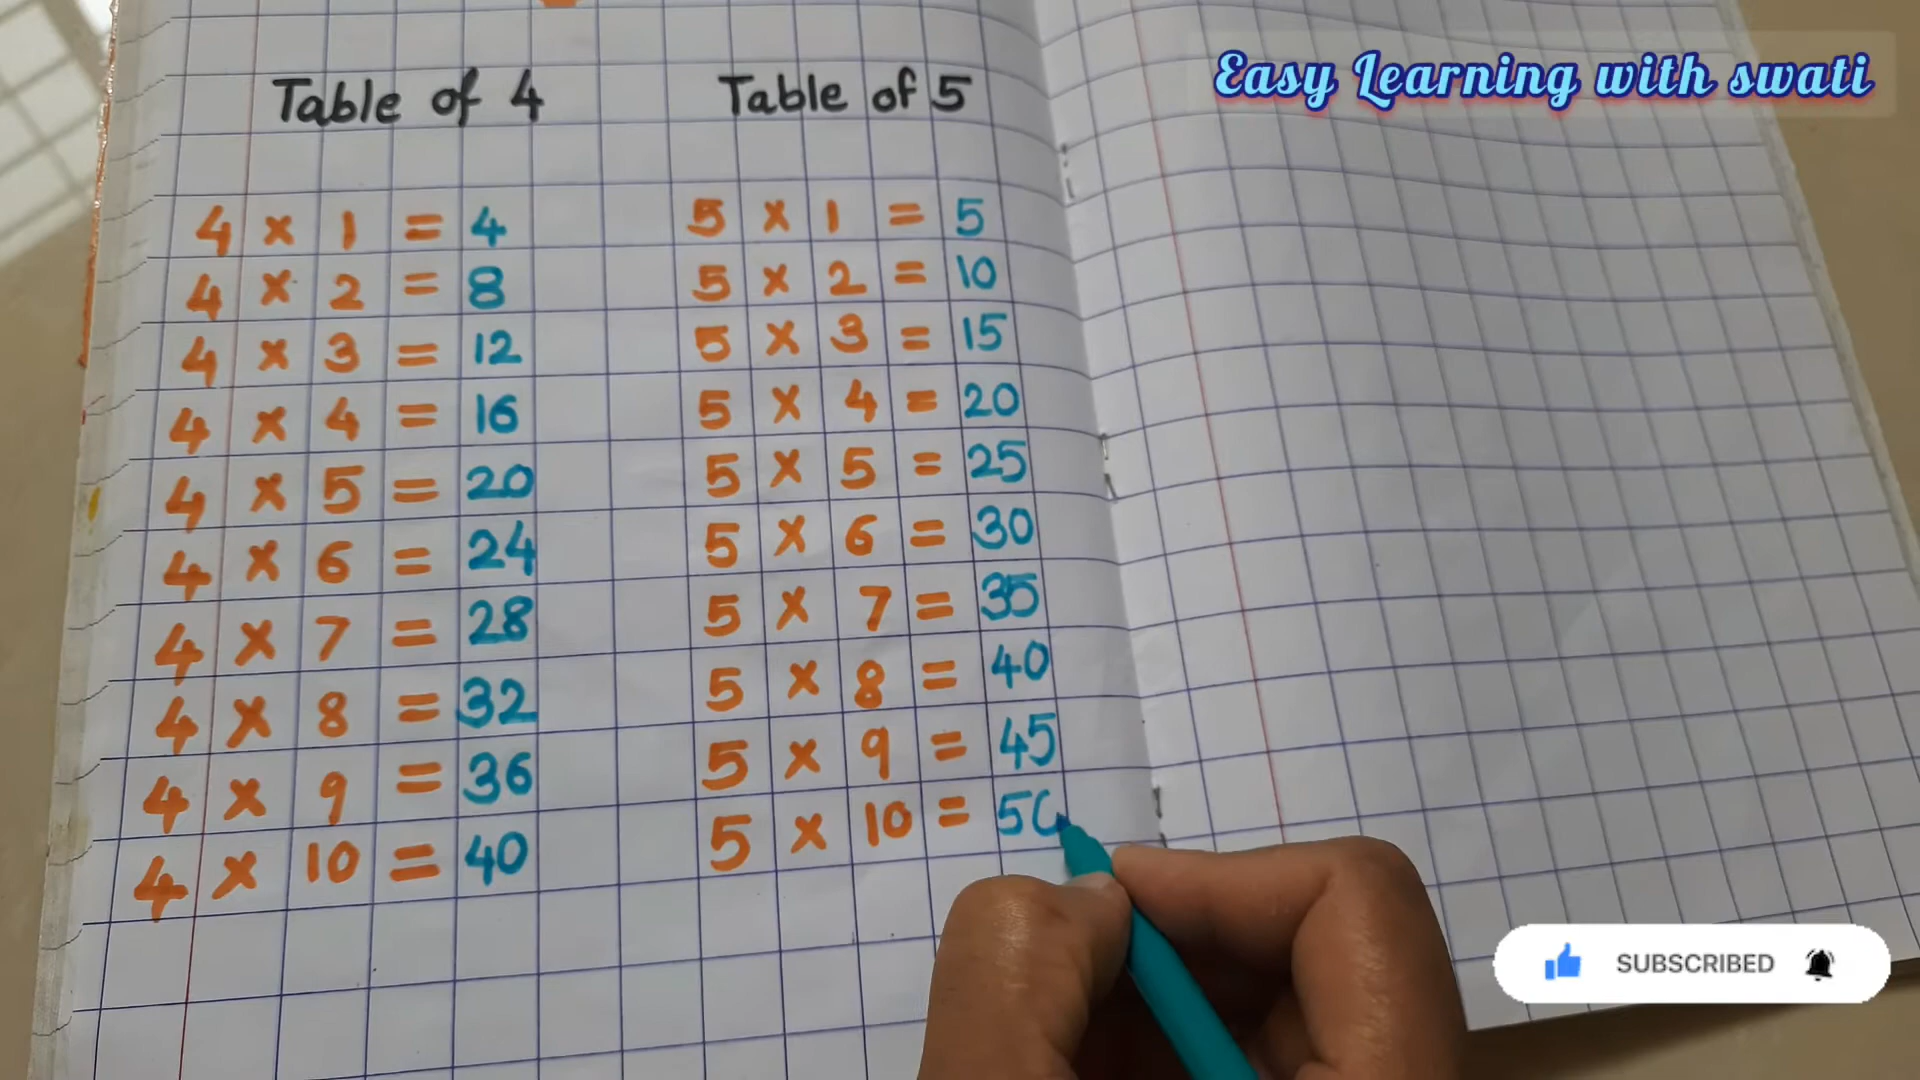 Easy Learning with swati
Table of 4
4 × 1 = 4
4 × 2 = 8
4 × 3 = 12
4 × 4 = 16
4 × 5 = 20
4 × 6 = 24
4 × 7 = 28
4 × 8 = 32
4 × 9 = 36
4 × 10 = 40
Table of 5
5 × 1 = 5
5 × 2 = 10
5 × 3 = 15
5 × 4 = 20
5 × 5 = 25
5 × 6 = 30
5 × 7 = 35
5 × 8 = 40
5 × 9 = 45
5 × 10 = 50
SUBSCRIBED